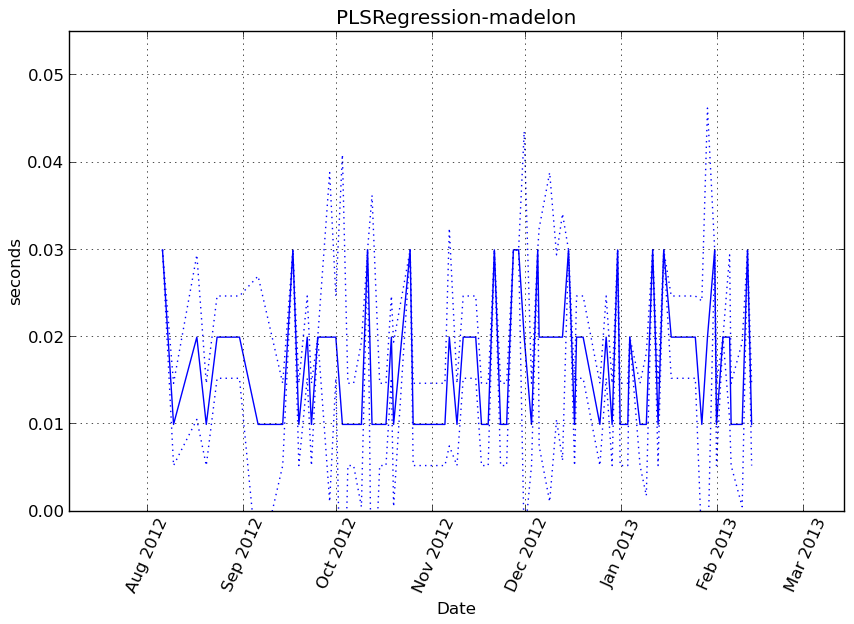 PLSRegression-madelon
0.05
0.04
0.03
0.02
0.01
0.00
seconds
Aug 2012
Sep 2012
Oct 2012
Nov 2012
Dec 2012
Jan 2013
Feb 2013
Mar 2013
Date